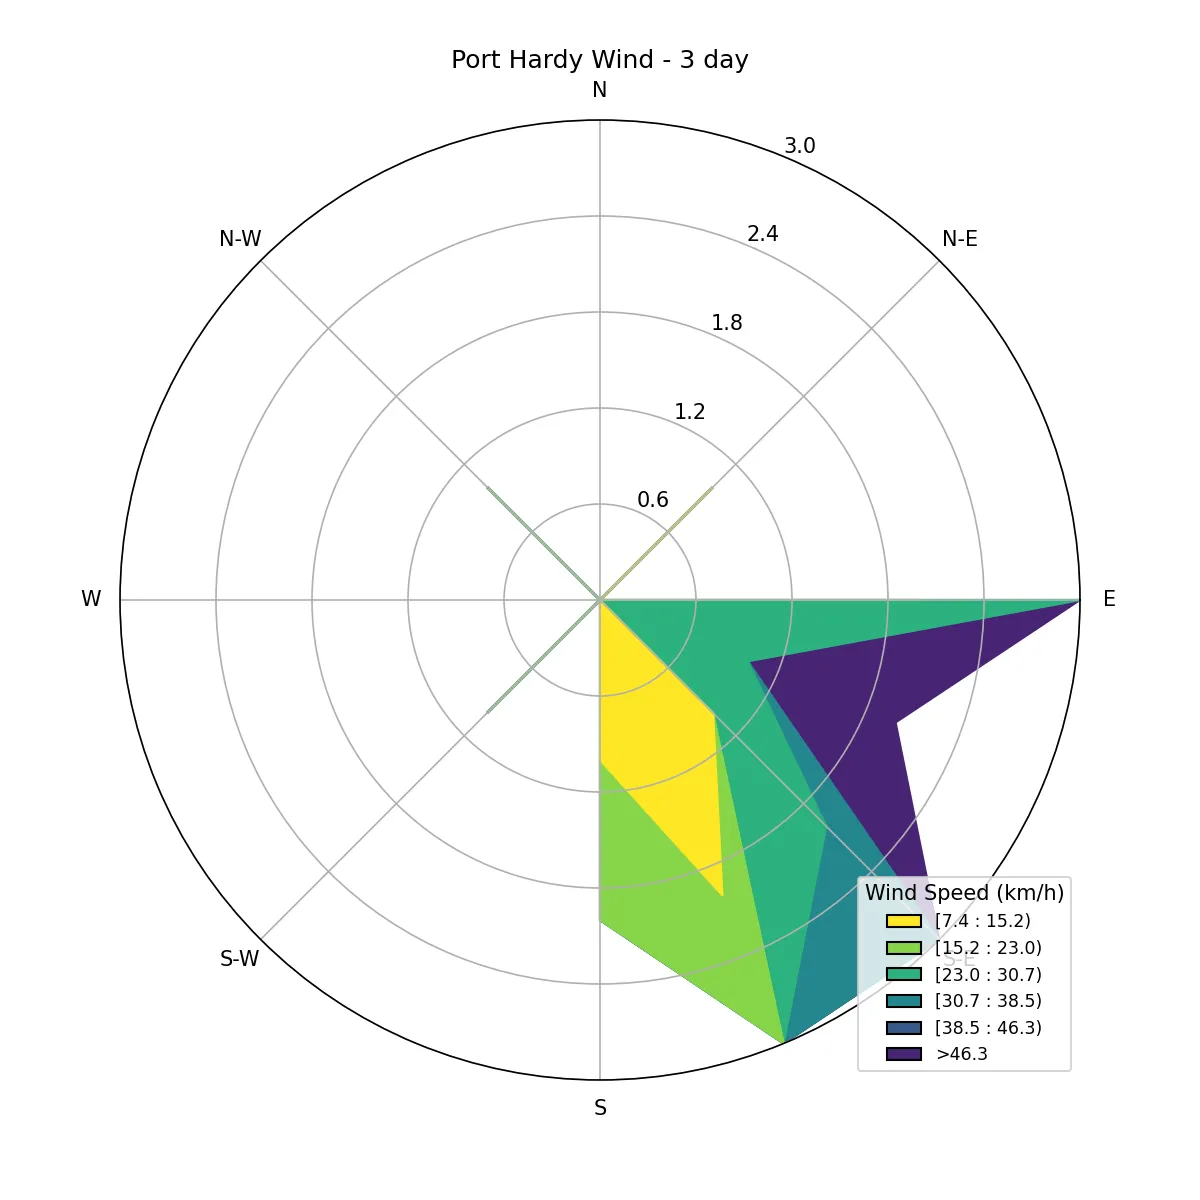 Port Hardy Wind - 3 day
N
3.0
N-W
N-E
2.4
1.8
1.2
0.6
W
E
S-W
S-E
S
Wind Speed (km/h)
[7.4 : 15.2)
[15.2 : 23.0)
[23.0 : 30.7)
[30.7 : 38.5)
[38.5 : 46.3)
>46.3